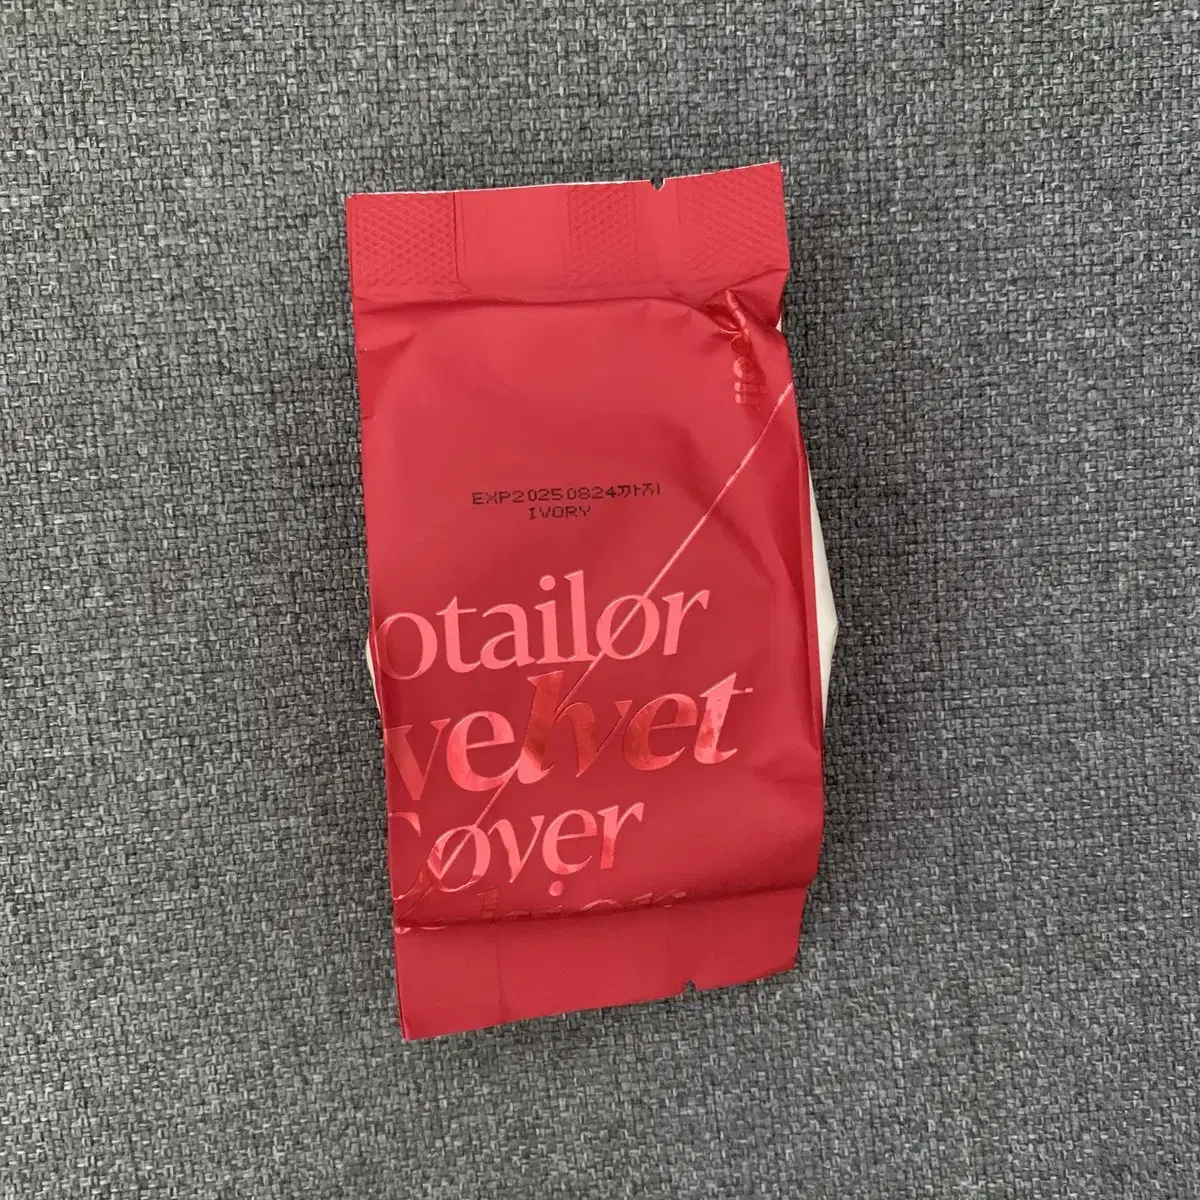 EXP20250824까지
IVORY
otailor
velvet
Cover